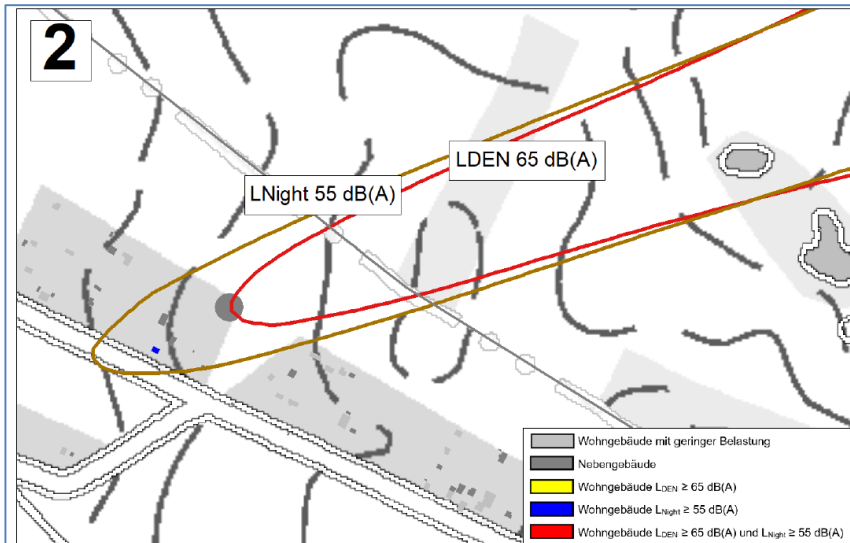 2
LDEN 65 dB(A)
LNight 55 dB(A)
Wohngebäude mit geringer Belastung
Nebengebäude
Wohngebäude LDEN ≥ 65 dB(A)
Wohngebäude LNight ≥ 55 dB(A)
Wohngebäude LDEN ≥ 65 dB(A) und LNight ≥ 55 dB(A)